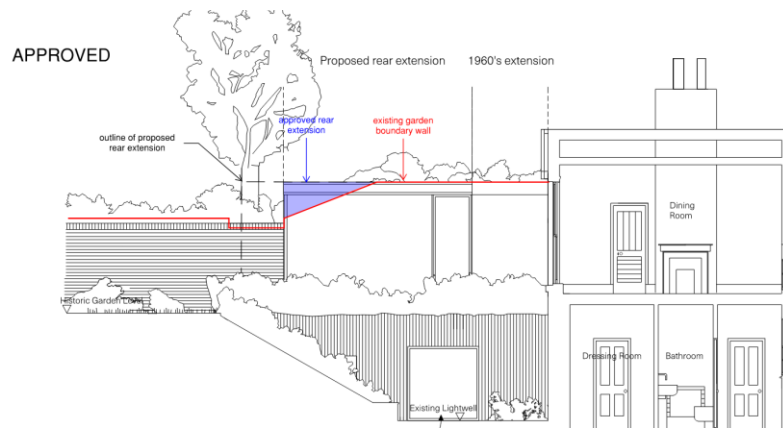 APPROVED
Proposed rear extension
1960's extension
approved rear
extension
existing garden
boundary wall
outline of proposed
rear extension
Dining
Room
Historic Garden Level
Dressing Room
Bathroom
Existing Lightwell